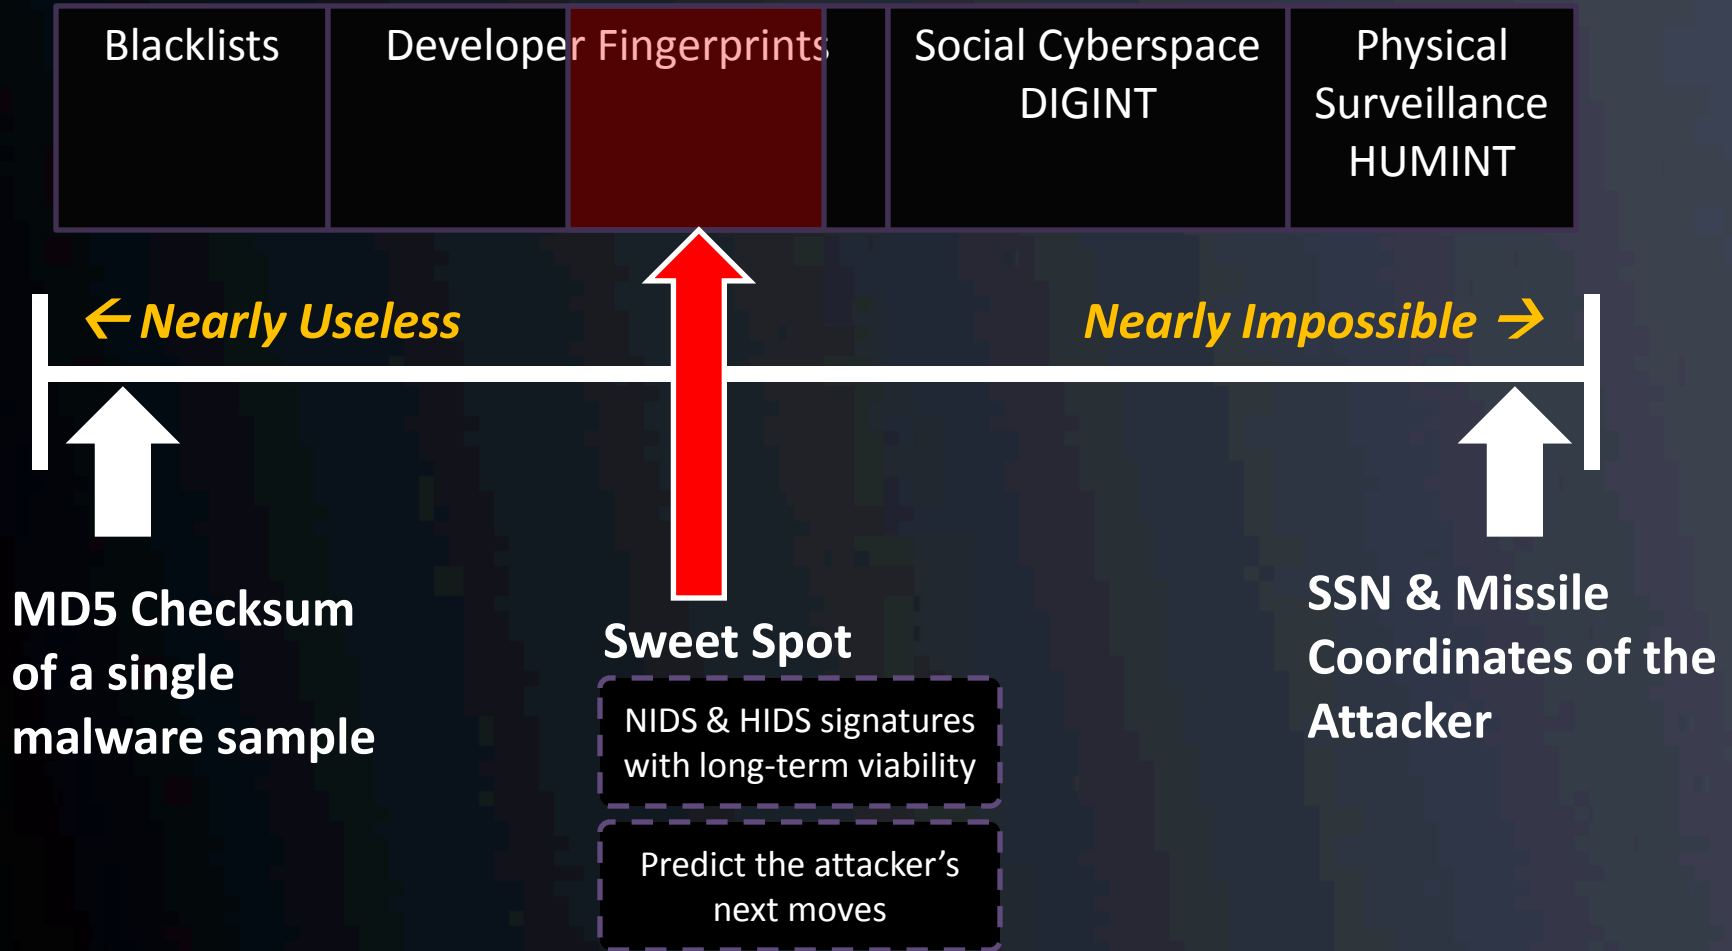 Blacklists
Developer Fingerprints
Social Cyberspace
DIGINT
Physical
Surveillance
HUMINT
← Nearly Useless
Nearly Impossible →
MD5 Checksum
of a single
malware sample
Sweet Spot
NIDS & HIDS signatures
with long-term viability
Predict the attacker’s
next moves
SSN & Missile
Coordinates of the
Attacker